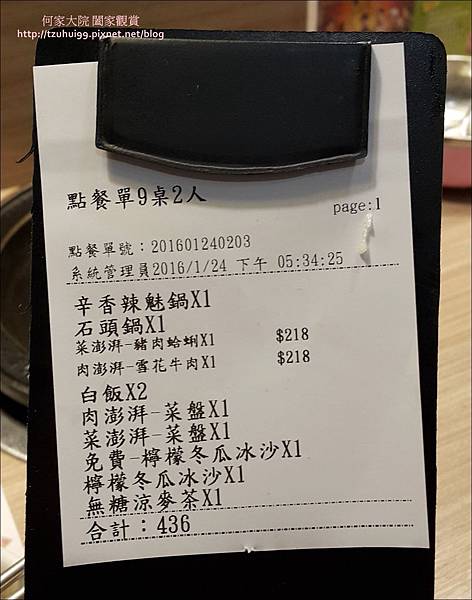 何家大院 闔家觀賞
http://tzuhui99.pixnet.net/blog
點餐單9桌2人
page:1
點餐單號：201601240203
系統管理員2016/1/24 下午 05:34:25
辛香辣魅鍋X1
石頭鍋X1
菜澎湃-豬肉蛤蜊X1 $218
肉澎湃-雪花牛肉X1 $218
白飯X2
肉澎湃-菜盤X1
菜澎湃-菜盤X1
免費-檸檬冬瓜冰沙X1
檸檬冬瓜冰沙X1
無糖涼麥茶X1
合計：436